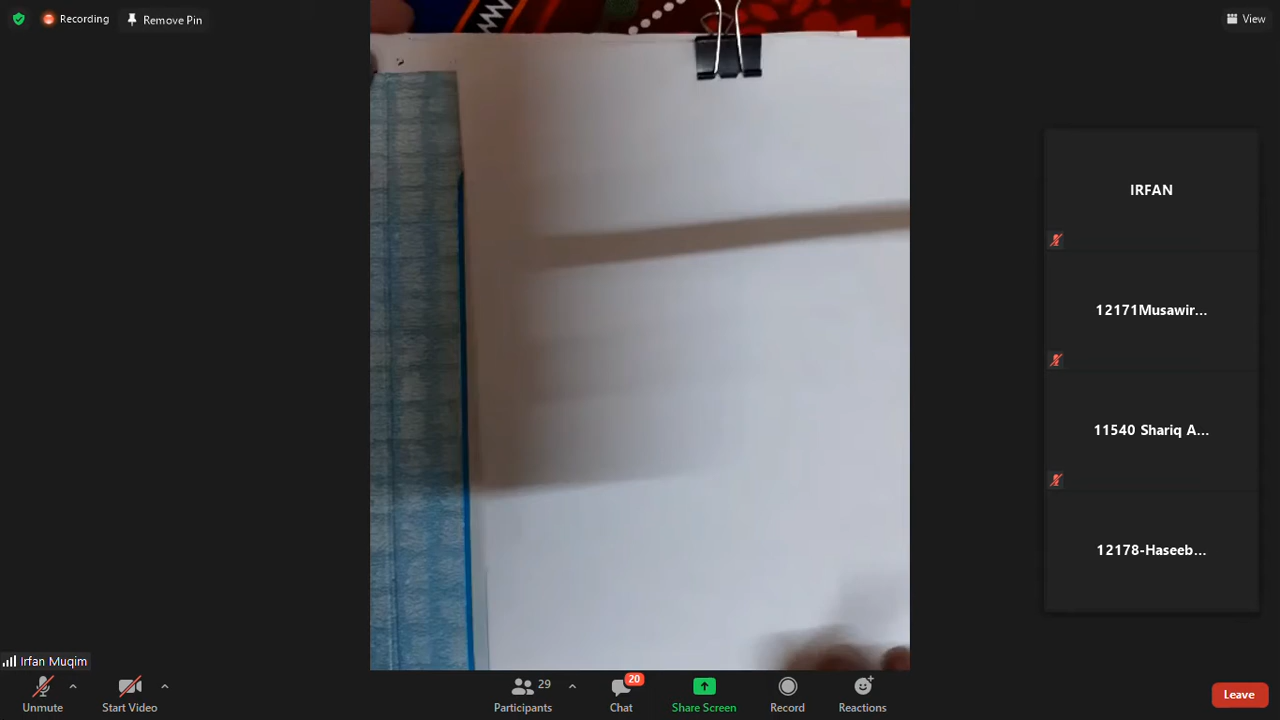 Recording
Remove Pin
View
IRFAN
12171Musawir...
11540 Shariq A...
12178-Haseeb...
Irfan Muqim
Unmute
Start Video
Participants
29
Chat
20
Share Screen
Record
Reactions
Leave